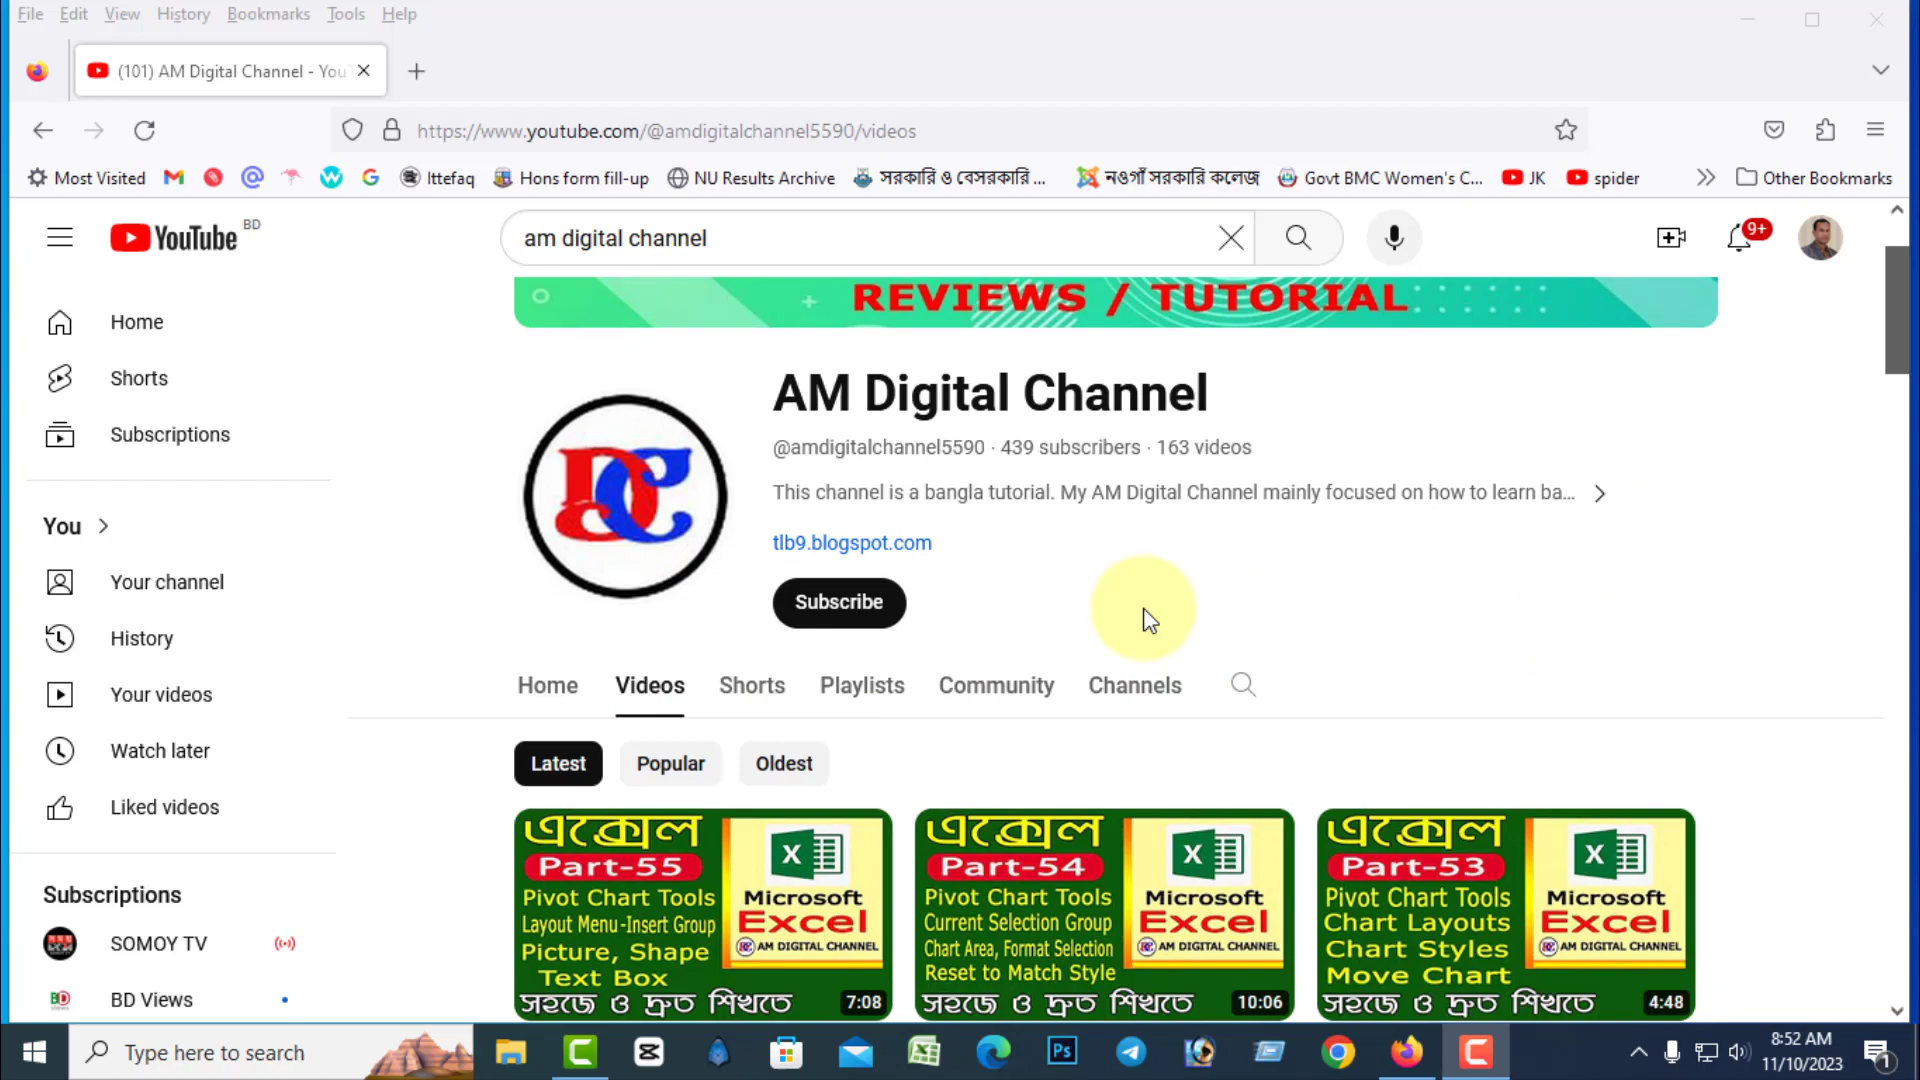 File Edit View History Bookmarks Tools Help
(101) AM Digital Channel - You
https://www.youtube.com/@amdigitalchannel5590/videos
Most Visited Ittefaq Hons form fill-up NU Results Archive সরকারি ও বেসরকারি ... নওগাঁ সরকারি কলেজ Govt BMC Women's C... JK spider Other Bookmarks
YouTube BD am digital channel 9+
REVIEWS / TUTORIAL
Home
Shorts
Subscriptions
You
Your channel
History
Your videos
Watch later
Liked videos
Subscriptions
SOMOY TV
BD Views
AM Digital Channel
@amdigitalchannel5590 · 439 subscribers · 163 videos
This channel is a bangla tutorial. My AM Digital Channel mainly focused on how to learn ba...
tlb9.blogspot.com
Subscribe
Home Videos Shorts Playlists Community Channels
Latest Popular Oldest
এক্সেল
Part-55
Pivot Chart Tools
Layout Menu-Insert Group
Picture, Shape
Text Box
সহজে ও দ্রুত শিখতে
Microsoft
Excel
AM DIGITAL CHANNEL
7:08
এক্সেল
Part-54
Pivot Chart Tools
Current Selection Group
Chart Area, Format Selection
Reset to Match Style
সহজে ও দ্রুত শিখতে
Microsoft
Excel
AM DIGITAL CHANNEL
10:06
এক্সেল
Part-53
Pivot Chart Tools
Chart Layouts
Chart Styles
Move Chart
সহজে ও দ্রুত শিখতে
Microsoft
Excel
AM DIGITAL CHANNEL
4:48
Type here to search
8:52 AM
11/10/2023
1